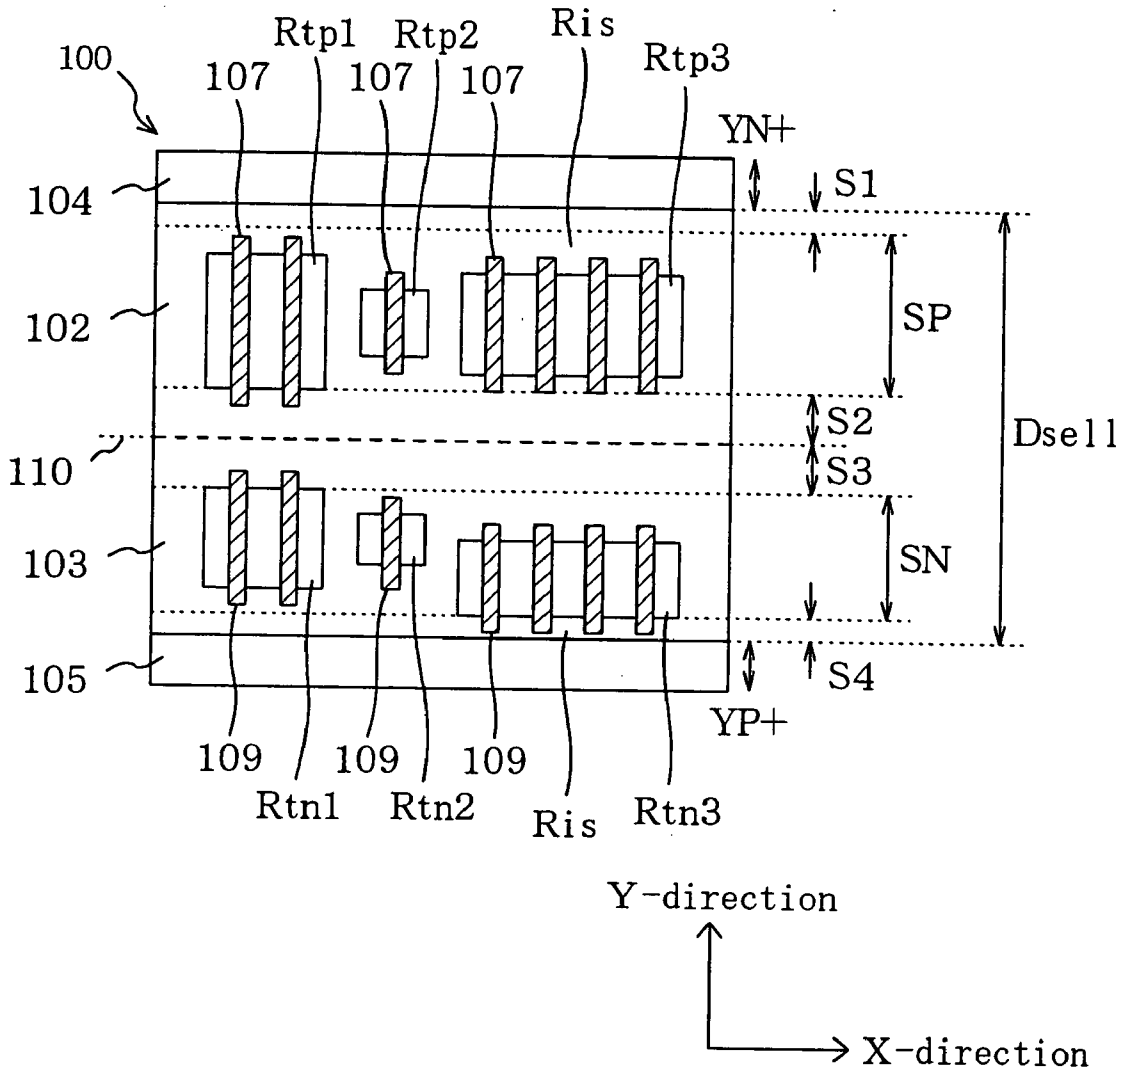 Rtp1
Rtp2
Ris
Rtp3
100
107
107
107
YN+
104
S1
102
SP
S2
Dsell
110
S3
103
SN
105
S4
YP+
109
109
109
Rtn1
Rtn2
Ris
Rtn3
Y-direction
X-direction